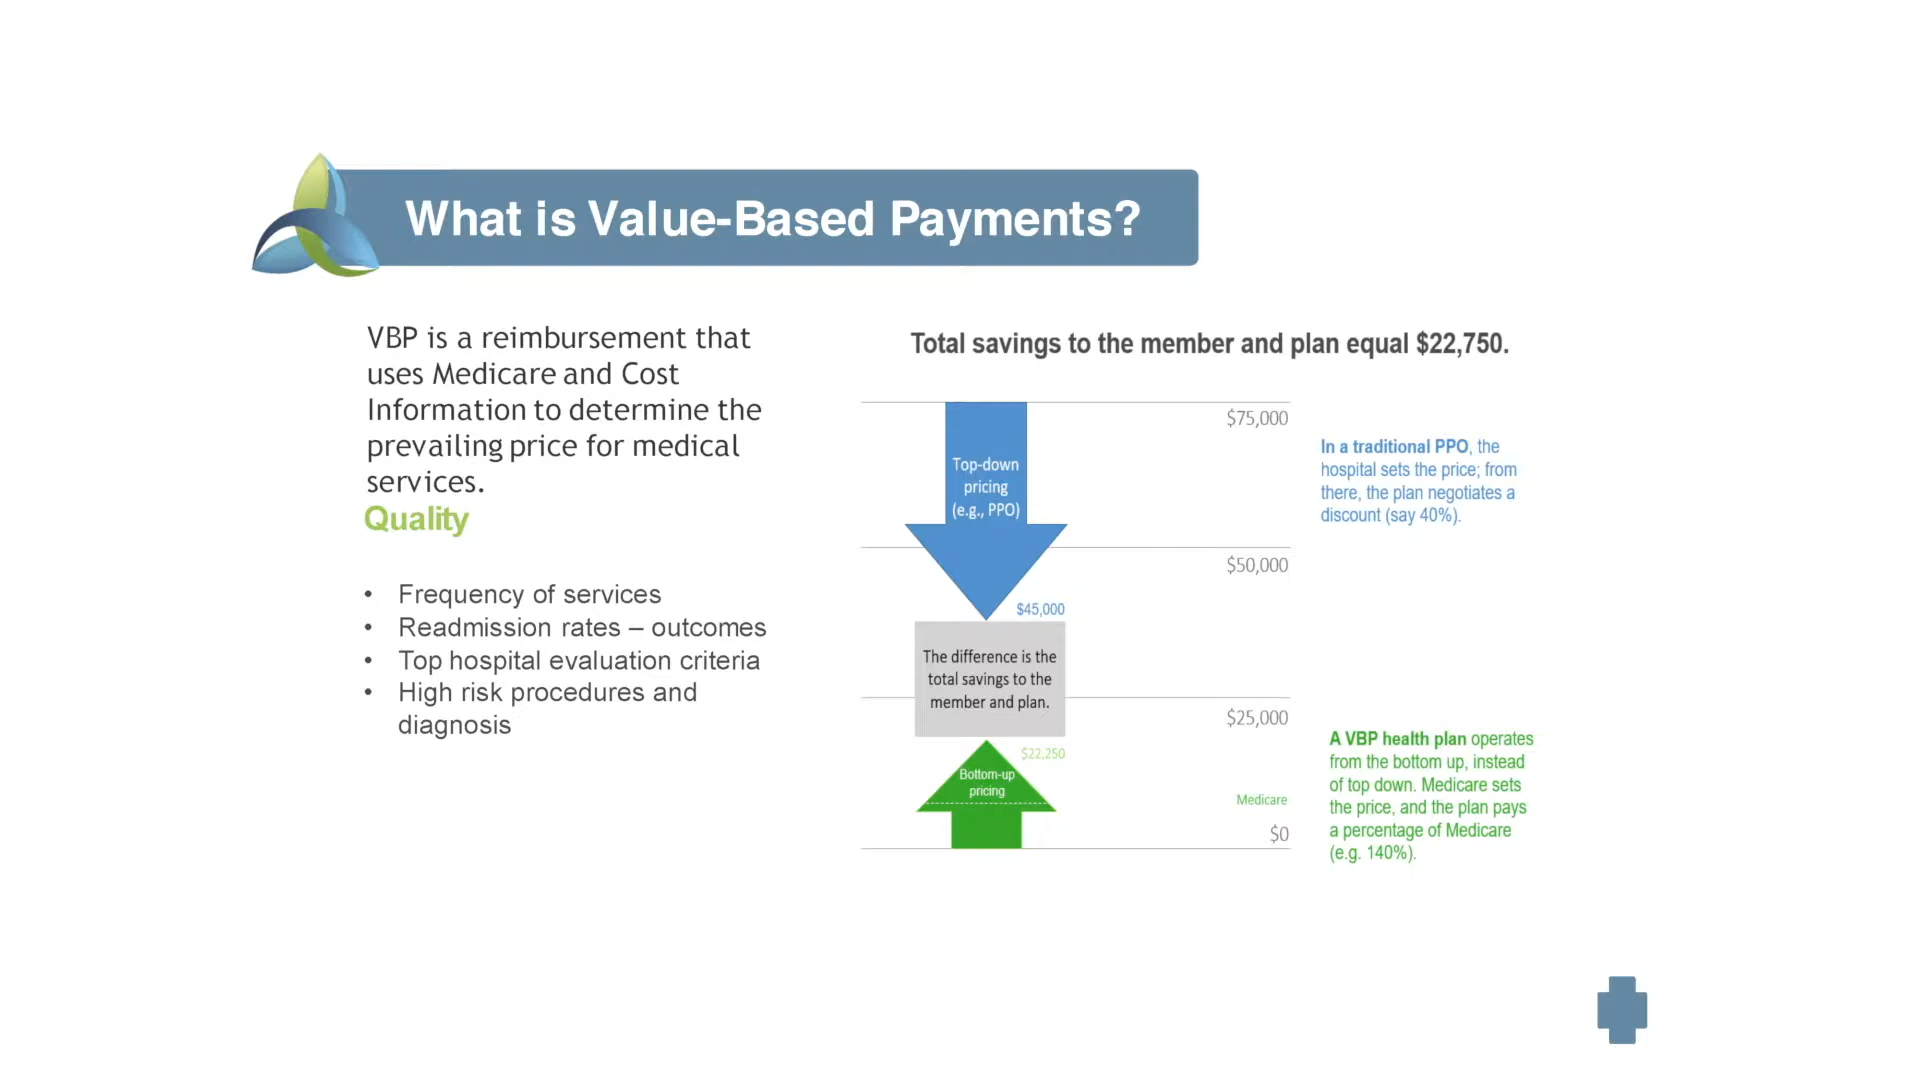 What is Value-Based Payments?
VBP is a reimbursement that
uses Medicare and Cost
Information to determine the
prevailing price for medical
services.
Quality
• Frequency of services
• Readmission rates – outcomes
• Top hospital evaluation criteria
• High risk procedures and
diagnosis
Total savings to the member and plan equal $22,750.
$75,000
Top-down
pricing
(e.g., PPO)
$50,000
$45,000
The difference is the
total savings to the
member and plan.
$25,000
$22,250
Bottom-up
pricing
Medicare
$0
In a traditional PPO, the
hospital sets the price; from
there, the plan negotiates a
discount (say 40%).
A VBP health plan operates
from the bottom up, instead
of top down. Medicare sets
the price, and the plan pays
a percentage of Medicare
(e.g. 140%).